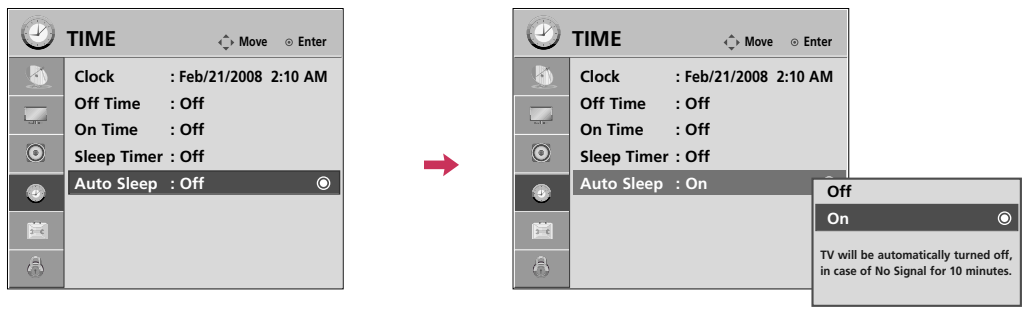 TIME
Move Enter
Clock : Feb/21/2008 2:10 AM
Off Time : Off
On Time : Off
Sleep Timer : Off
Auto Sleep : Off
TIME
Move Enter
Clock : Feb/21/2008 2:10 AM
Off Time : Off
On Time : Off
Sleep Timer : Off
Auto Sleep : On
Off
On
TV will be automatically turned off,
in case of No Signal for 10 minutes.